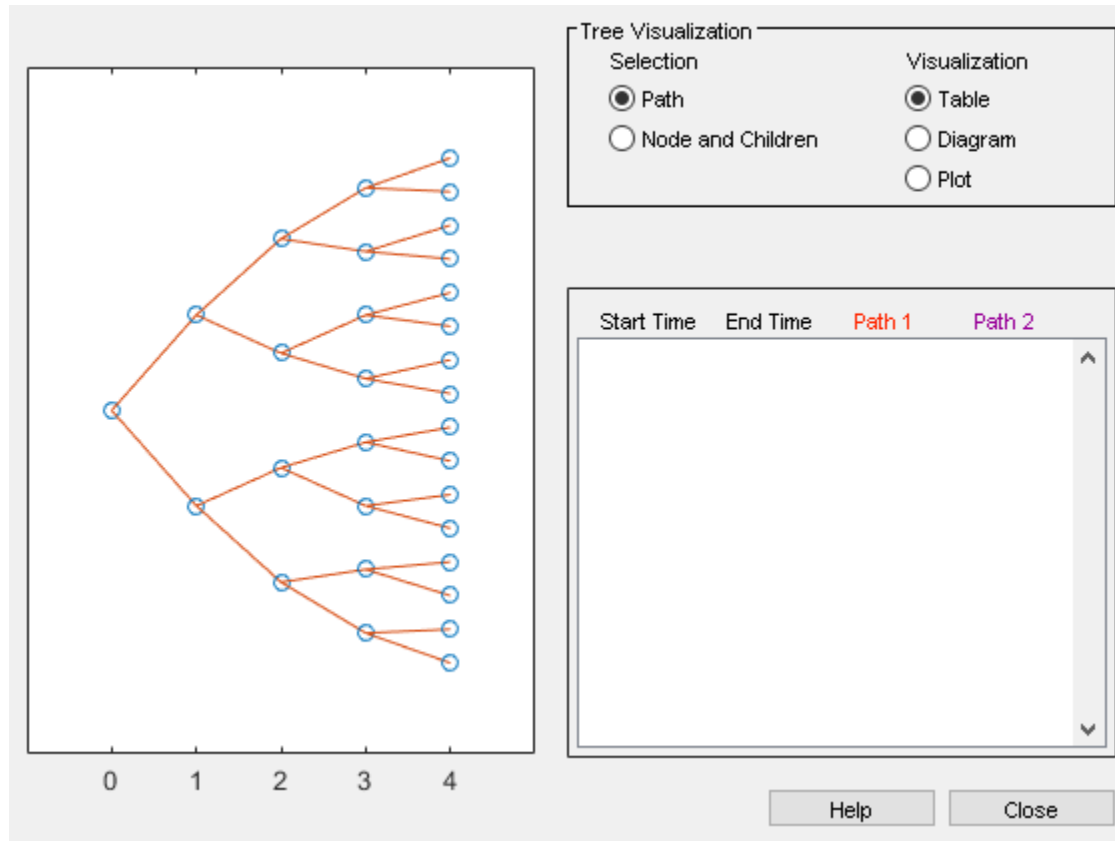 Tree Visualization
Selection
Path
Node and Children
Visualization
Table
Diagram
Plot
Start Time End Time Path 1 Path 2
0 1 2 3 4
Help Close